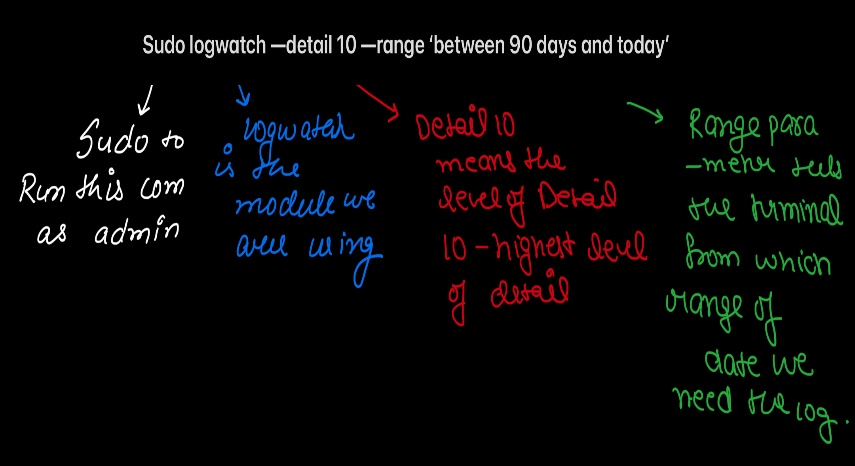 Sudo logwatch —detail 10 —range ‘between 90 days and today’
Sudo to
Run this com
as admin
logwatch
is the
module we
are using
Detail 10
means the
level of Detail
10 - highest level
of detail
Range para
-meter tells
the terminal
from which
range of
date we
need the log.